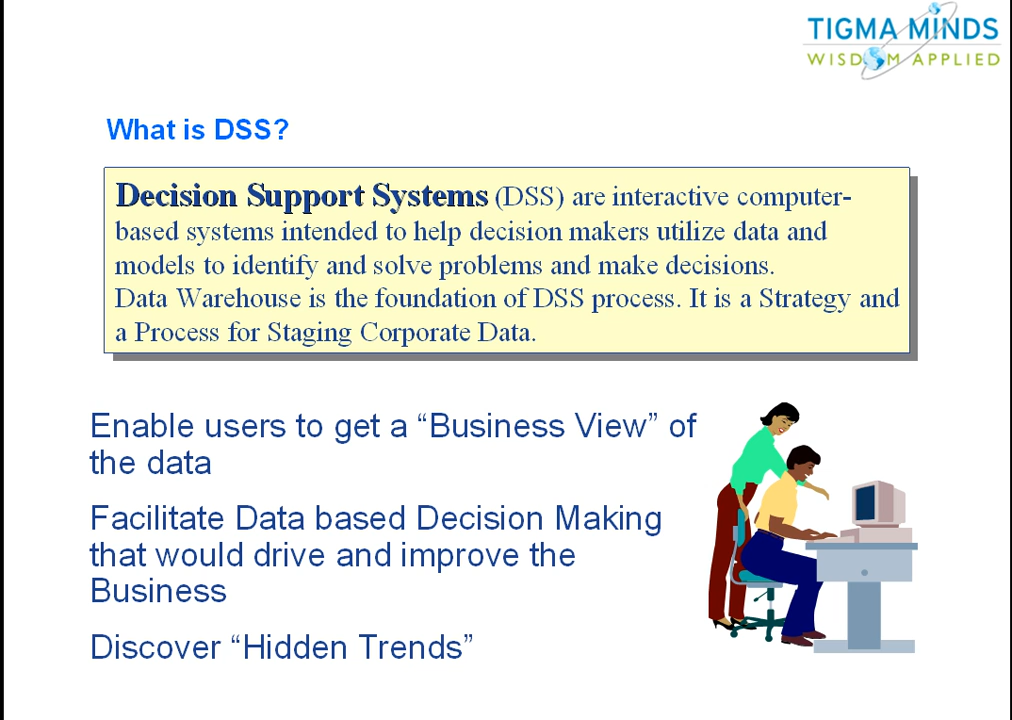 TIGMA MINDS
WISDOM APPLIED
What is DSS?
Decision Support Systems (DSS) are interactive computer-
based systems intended to help decision makers utilize data and
models to identify and solve problems and make decisions.
Data Warehouse is the foundation of DSS process. It is a Strategy and
a Process for Staging Corporate Data.
Enable users to get a “Business View” of
the data
Facilitate Data based Decision Making
that would drive and improve the
Business
Discover “Hidden Trends”